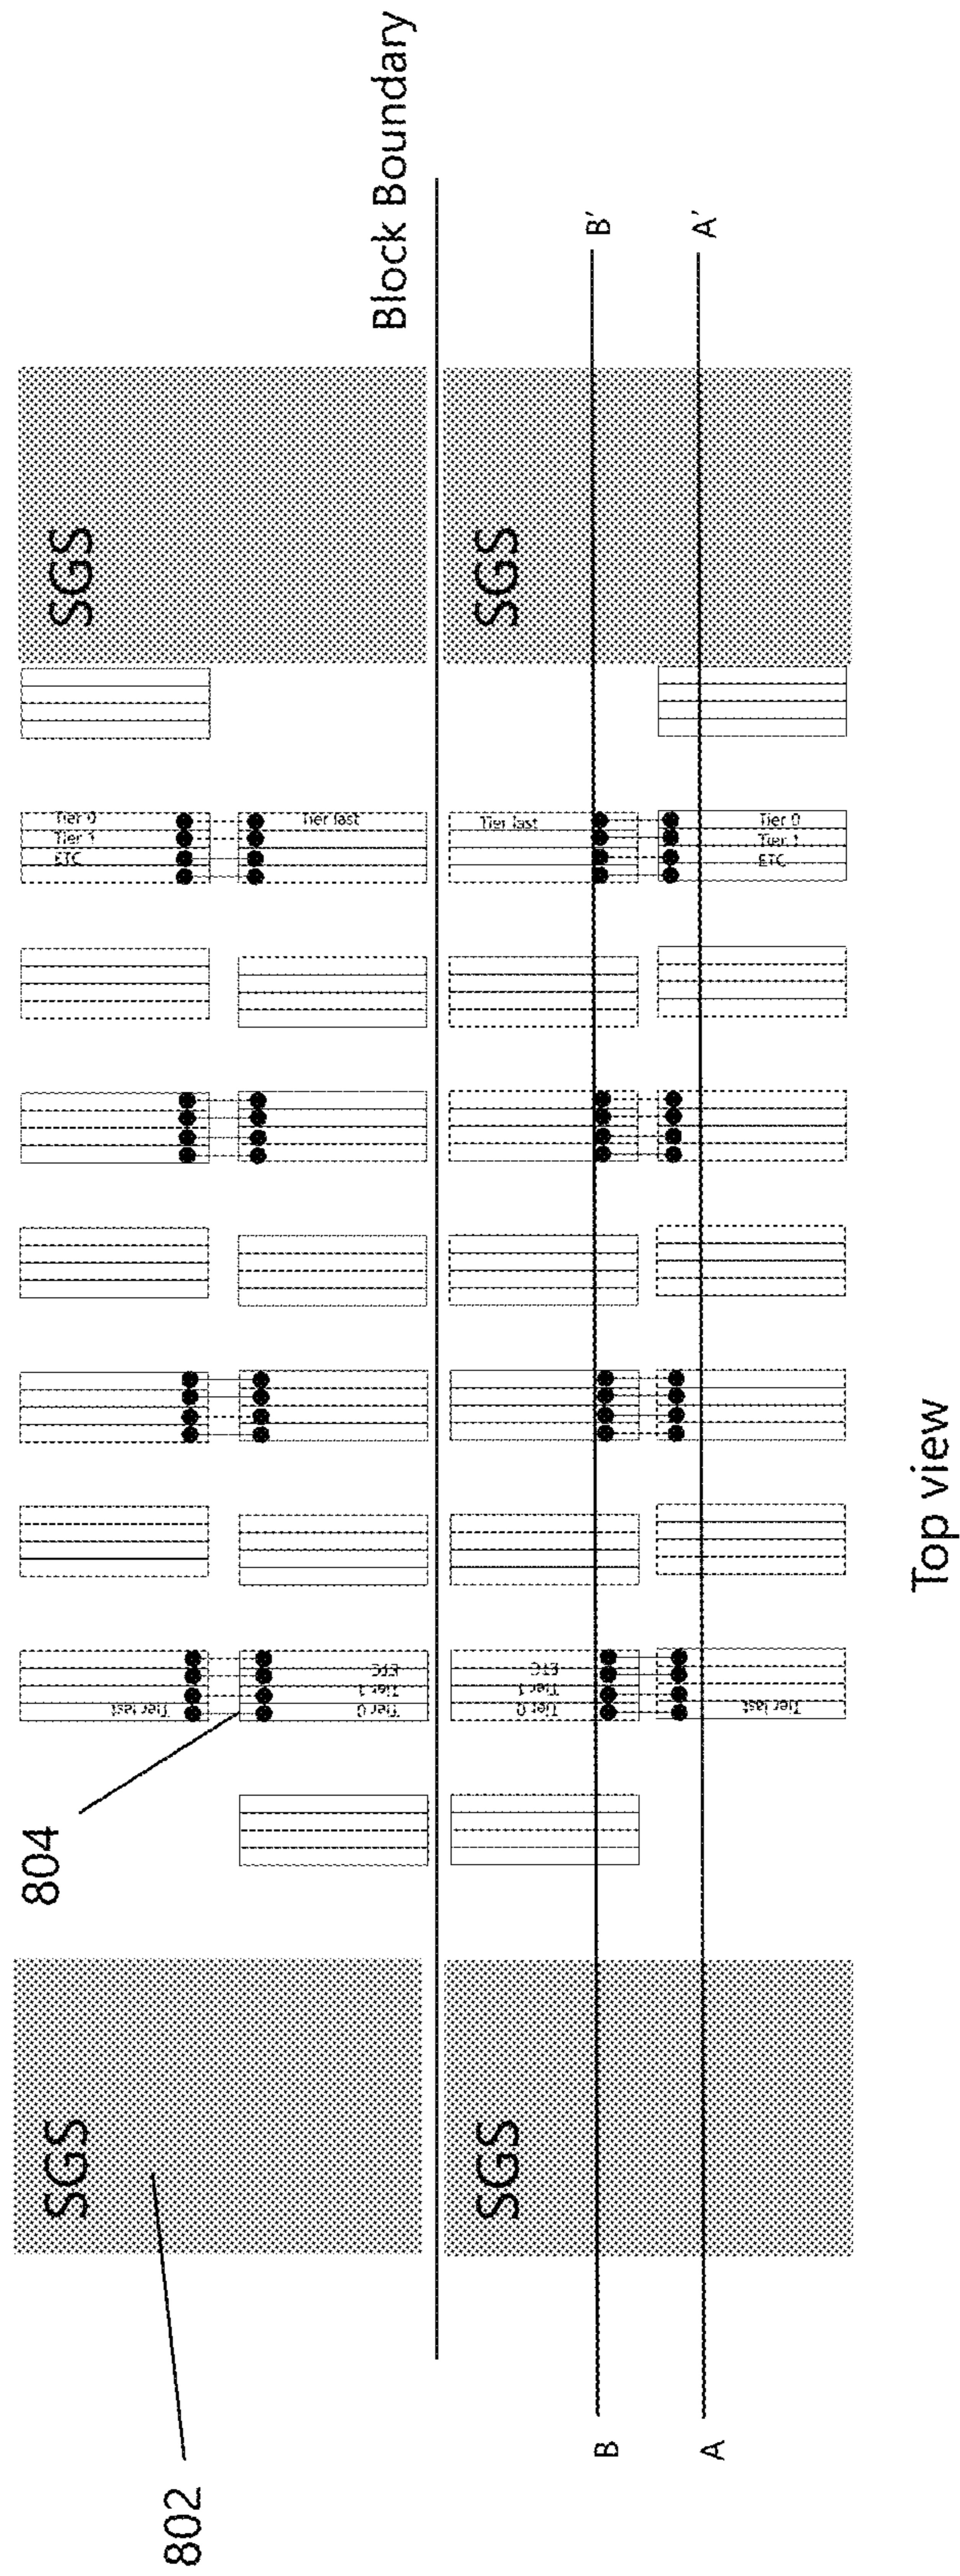 Block Boundary
B'
A'
SGS
SGS
Tier 0
Tier 1
ETC
Tier last
Tier last
Tier 0
Tier 1
ETC
ETC
Tier 1
Tier 0
Tier last
ETC
Tier 1
Tier 0
Tier last
804
SGS
SGS
802
B
A
Top view